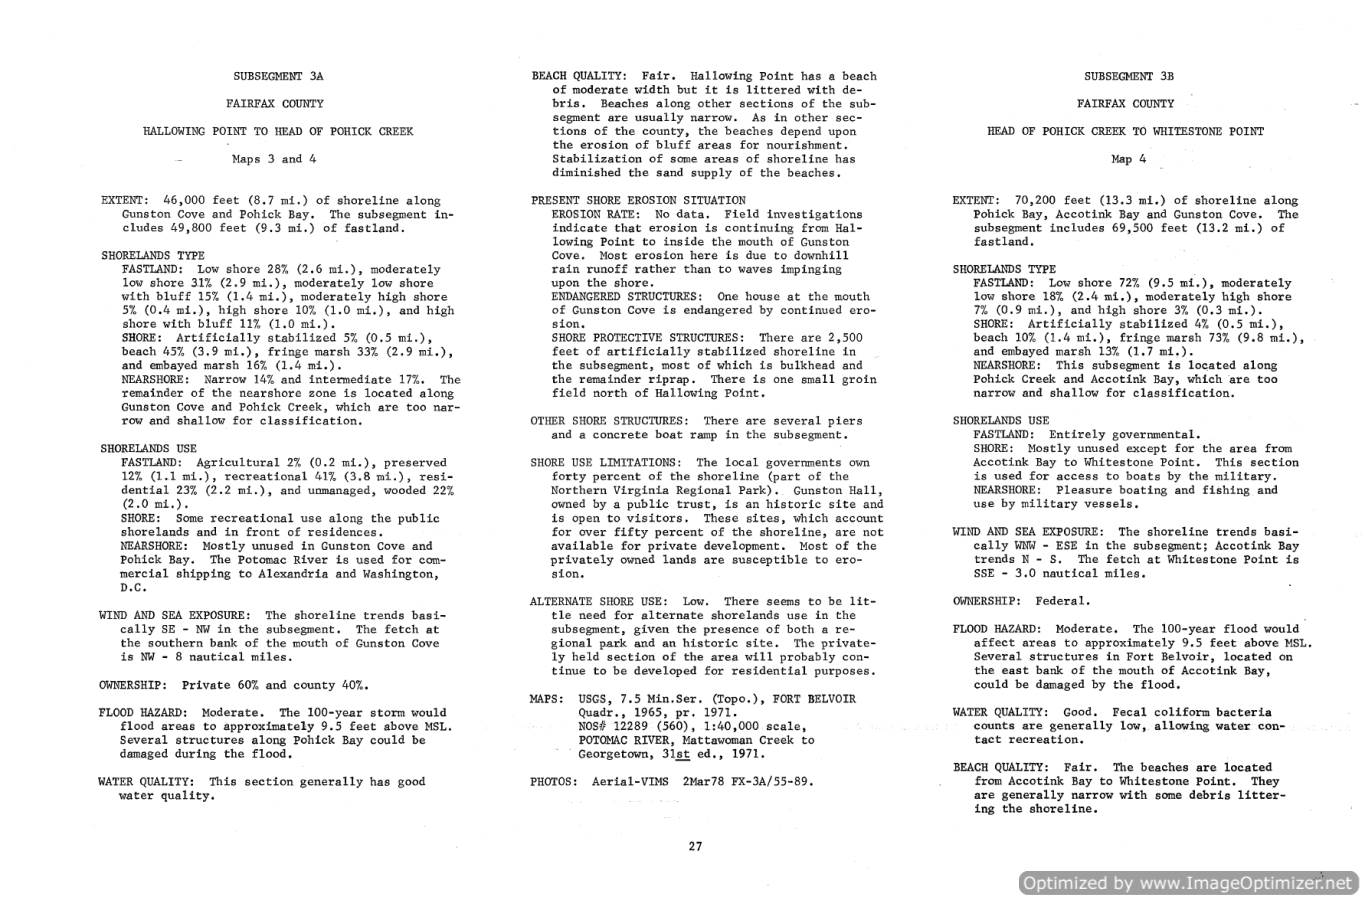 SUBSEGMENT 3A
FAIRFAX COUNTY
HALLOWING POINT TO HEAD OF POHICK CREEK
Maps 3 and 4
EXTENT: 46,000 feet (8.7 mi.) of shoreline along
Gunston Cove and Pohick Bay. The subsegment in-
cludes 49,800 feet (9.3 mi.) of fastland.
SHORELANDS TYPE
FASTLAND: Low shore 28% (2.6 mi.), moderately
low shore 31% (2.9 mi.), moderately low shore
with bluff 15% (1.4 mi.), moderately high shore
5% (0.4 mi.), high shore 10% (1.0 mi.), and high
shore with bluff 11% (1.0 mi.).
SHORE: Artificially stabilized 5% (0.5 mi.),
beach 45% (3.9 mi.), fringe marsh 33% (2.9 mi.),
and embayed marsh 16% (1.4 mi.).
NEARSHORE: Narrow 14% and intermediate 17%. The
remainder of the nearshore zone is located along
Gunston Cove and Pohick Creek, which are too nar-
row and shallow for classification.
SHORELANDS USE
FASTLAND: Agricultural 2% (0.2 mi.), preserved
12% (1.1 mi.), recreational 41% (3.8 mi.), resi-
dential 23% (2.2 mi.), and unmanaged, wooded 22%
(2.0 mi.).
SHORE: Some recreational use along the public
shorelands and in front of residences.
NEARSHORE: Mostly unused in Gunston Cove and
Pohick Bay. The Potomac River is used for com-
mercial shipping to Alexandria and Washington,
D.C.
WIND AND SEA EXPOSURE: The shoreline trends basi-
cally SE - NW in the subsegment. The fetch at
the southern bank of the mouth of Gunston Cove
is NW - 8 nautical miles.
OWNERSHIP: Private 60% and county 40%.
FLOOD HAZARD: Moderate. The 100-year storm would
flood areas to approximately 9.5 feet above MSL.
Several structures along Pohick Bay could be
damaged during the flood.
WATER QUALITY: This section generally has good
water quality.
BEACH QUALITY: Fair. Hallowing Point has a beach
of moderate width but it is littered with de-
bris. Beaches along other sections of the sub-
segment are usually narrow. As in other sec-
tions of the county, the beaches depend upon
the erosion of bluff areas for nourishment.
Stabilization of some areas of shoreline has
diminished the sand supply of the beaches.
PRESENT SHORE EROSION SITUATION
EROSION RATE: No data. Field investigations
indicate that erosion is continuing from Hal-
lowing Point to inside the mouth of Gunston
Cove. Most erosion here is due to downhill
rain runoff rather than to waves impinging
upon the shore.
ENDANGERED STRUCTURES: One house at the mouth
of Gunston Cove is endangered by continued ero-
sion.
SHORE PROTECTIVE STRUCTURES: There are 2,500
feet of artificially stabilized shoreline in
the subsegment, most of which is bulkhead and
the remainder riprap. There is one small groin
field north of Hallowing Point.
OTHER SHORE STRUCTURES: There are several piers
and a concrete boat ramp in the subsegment.
SHORE USE LIMITATIONS: The local governments own
forty percent of the shoreline (part of the
Northern Virginia Regional Park). Gunston Hall,
owned by a public trust, is an historic site and
is open to visitors. These sites, which account
for over fifty percent of the shoreline, are not
available for private development. Most of the
privately owned lands are susceptible to ero-
sion.
ALTERNATE SHORE USE: Low. There seems to be lit-
tle need for alternate shorelands use in the
subsegment, given the presence of both a re-
gional park and an historic site. The private-
ly held section of the area will probably con-
tinue to be developed for residential purposes.
MAPS: USGS, 7.5 Min.Ser. (Topo.), FORT BELVOIR
Quadr., 1965, pr. 1971.
NOS# 12289 (560), 1:40,000 scale,
POTOMAC RIVER, Mattawoman Creek to
Georgetown, 31st ed., 1971.
PHOTOS: Aerial-VIMS 2Mar78 FX-3A/55-89.
SUBSEGMENT 3B
FAIRFAX COUNTY
HEAD OF POHICK CREEK TO WHITESTONE POINT
Map 4
EXTENT: 70,200 feet (13.3 mi.) of shoreline along
Pohick Bay, Accotink Bay and Gunston Cove. The
subsegment includes 69,500 feet (13.2 mi.) of
fastland.
SHORELANDS TYPE
FASTLAND: Low shore 72% (9.5 mi.), moderately
low shore 18% (2.4 mi.), moderately high shore
7% (0.9 mi.), and high shore 3% (0.3 mi.).
SHORE: Artificially stabilized 4% (0.5 mi.),
beach 10% (1.4 mi.), fringe marsh 73% (9.8 mi.),
and embayed marsh 13% (1.7 mi.).
NEARSHORE: This subsegment is located along
Pohick Creek and Accotink Bay, which are too
narrow and shallow for classification.
SHORELANDS USE
FASTLAND: Entirely governmental.
SHORE: Mostly unused except for the area from
Accotink Bay to Whitestone Point. This section
is used for access to boats by the military.
NEARSHORE: Pleasure boating and fishing and
use by military vessels.
WIND AND SEA EXPOSURE: The shoreline trends basi-
cally WNW - ESE in the subsegment; Accotink Bay
trends N - S. The fetch at Whitestone Point is
SSE - 3.0 nautical miles.
OWNERSHIP: Federal.
FLOOD HAZARD: Moderate. The 100-year flood would
affect areas to approximately 9.5 feet above MSL.
Several structures in Fort Belvoir, located on
the east bank of the mouth of Accotink Bay,
could be damaged by the flood.
WATER QUALITY: Good. Fecal coliform bacteria
counts are generally low, allowing water con-
tact recreation.
BEACH QUALITY: Fair. The beaches are located
from Accotink Bay to Whitestone Point. They
are generally narrow with some debris litter-
ing the shoreline.
27
Optimized by www.ImageOptimizer.net